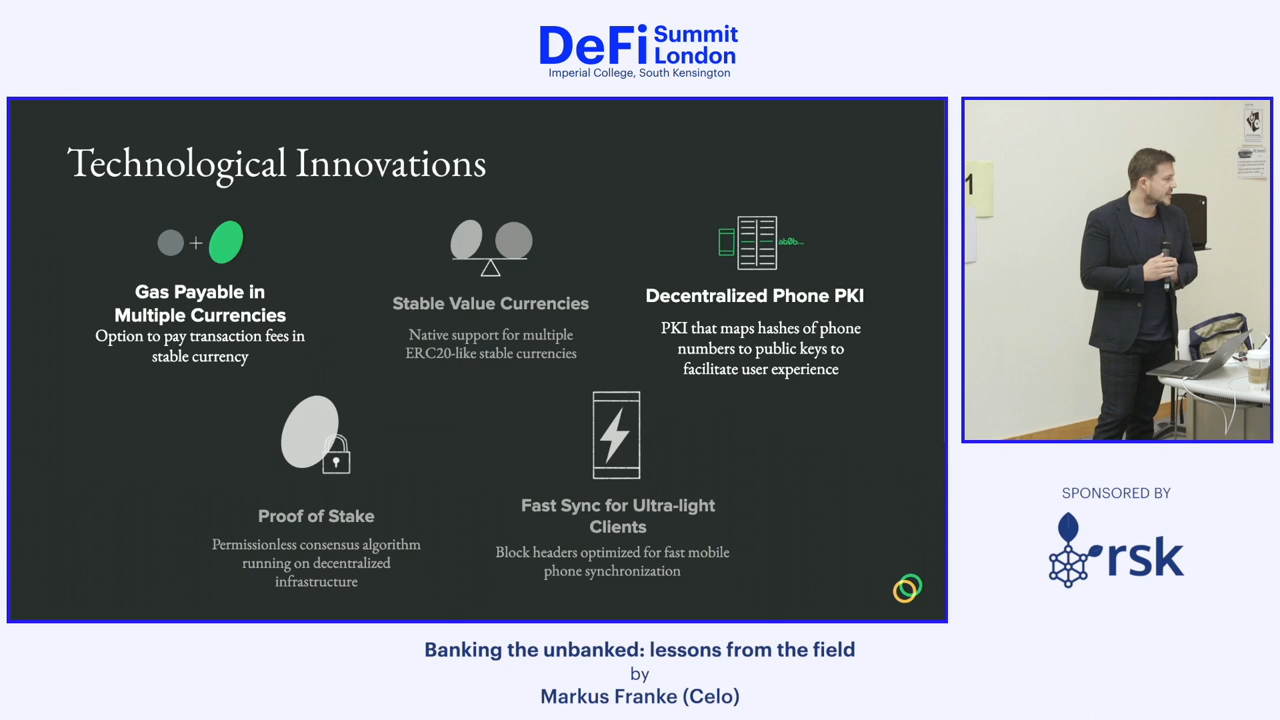 DeFi Summit
London
Imperial College, South Kensington
Technological Innovations
Gas Payable in
Multiple Currencies
Option to pay transaction fees in
stable currency
Stable Value Currencies
Native support for multiple
ERC20-like stable currencies
ab0b...
Decentralized Phone PKI
PKI that maps hashes of phone
numbers to public keys to
facilitate user experience
Proof of Stake
Permissionless consensus algorithm
running on decentralized
infrastructure
Fast Sync for Ultra-light
Clients
Block headers optimized for fast mobile
phone synchronization
1
SPONSORED BY
rsk
Banking the unbanked: lessons from the field
by
Markus Franke (Celo)